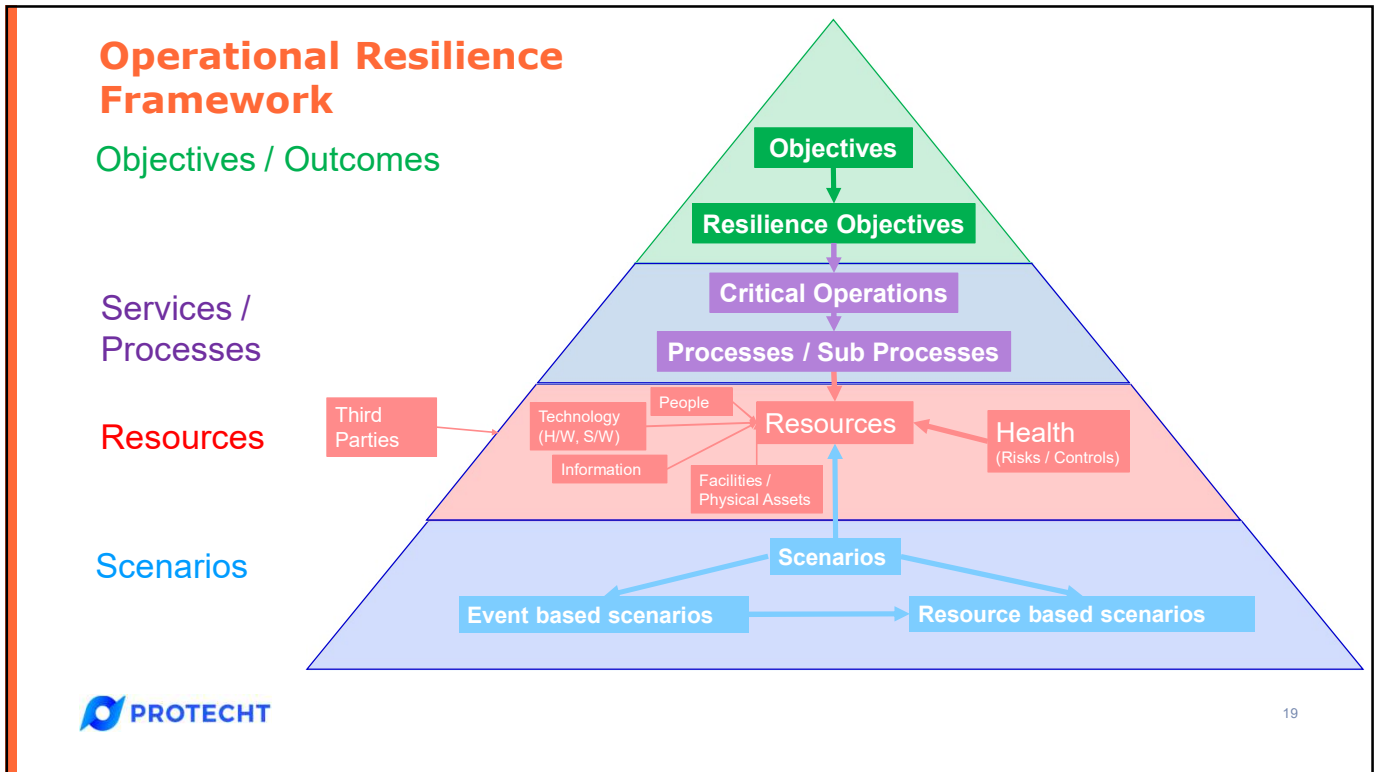 Operational Resilience
Framework
Objectives / Outcomes
Objectives
Resilience Objectives
Services /
Processes
Critical Operations
Processes / Sub Processes
Resources
Third
Parties
People
Technology
(H/W, S/W)
Information
Facilities /
Physical Assets
Resources
Health
(Risks / Controls)
Scenarios
Scenarios
Event based scenarios
Resource based scenarios
PROTECHT
19